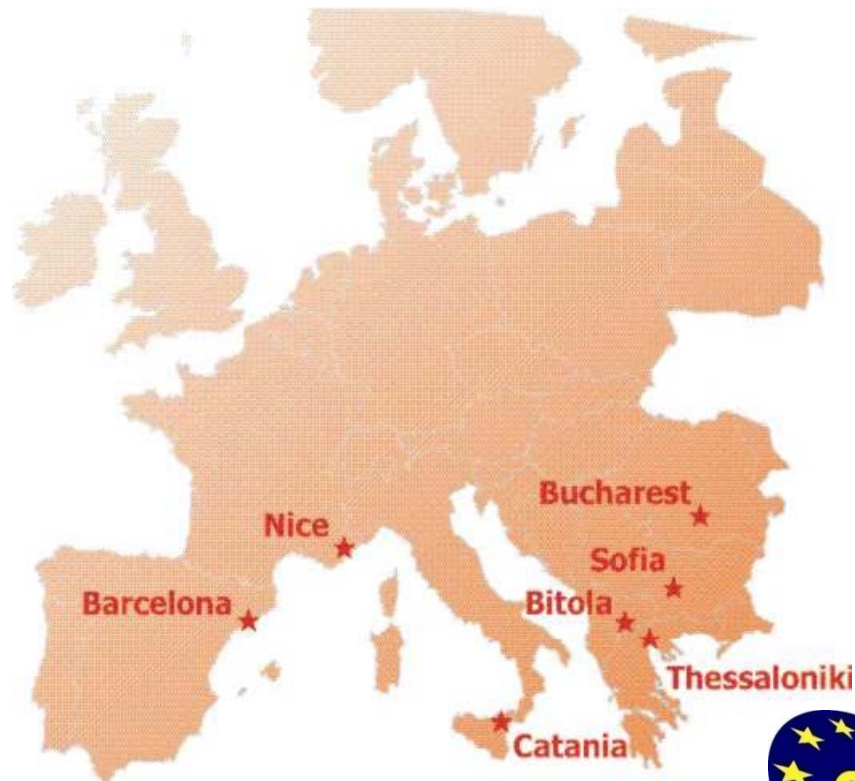 Bucharest
Nice
Sofia
Barcelona
Bitola
Thessaloniki
Catania